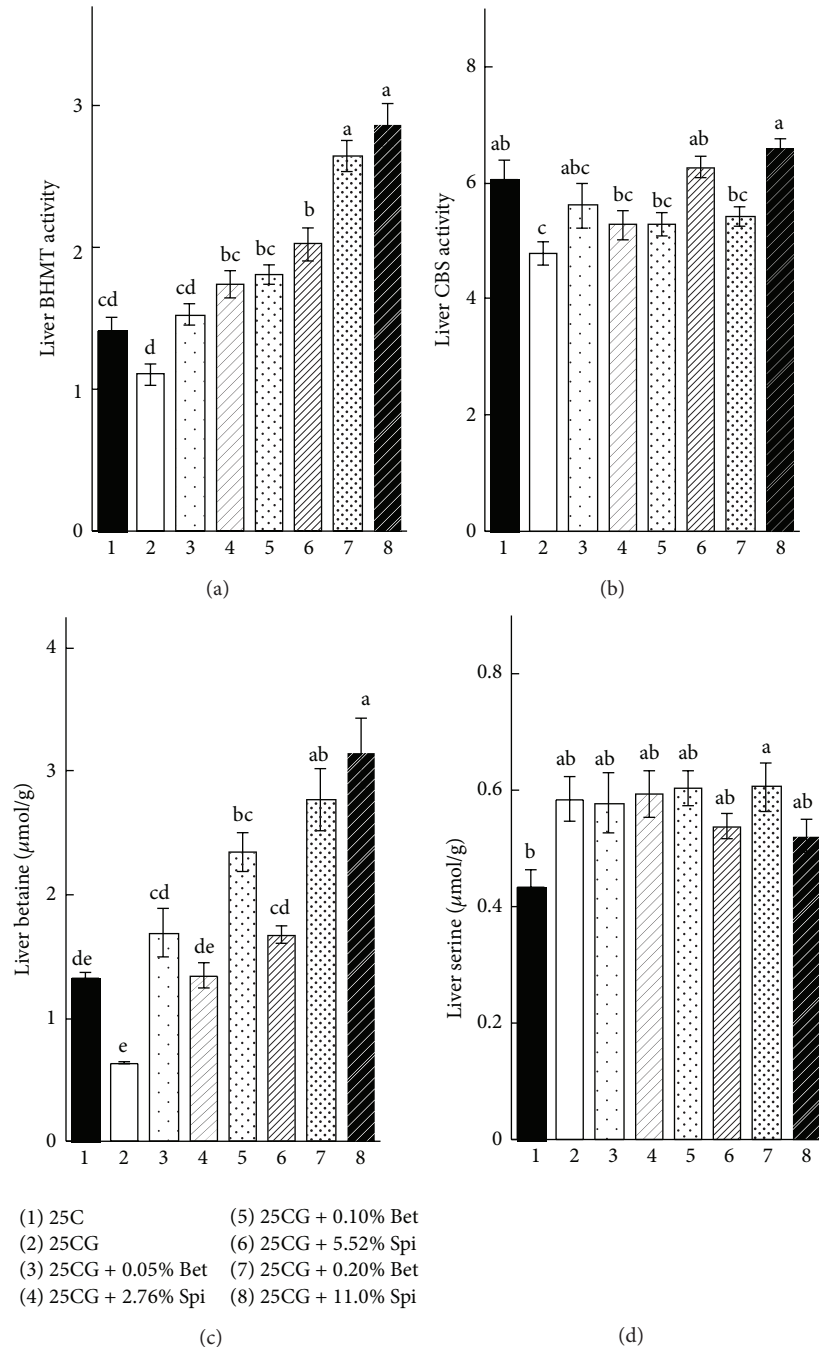 3
2
1
0
Liver BHMT activity
cd
d
cd
bc
bc
b
a
a
1 2 3 4 5 6 7 8
(a)
8
6
4
2
0
Liver CBS activity
ab
c
abc
bc
bc
ab
bc
a
1 2 3 4 5 6 7 8
(b)
4
3
2
1
0
Liver betaine (μmol/g)
de
e
cd
de
bc
cd
ab
a
1 2 3 4 5 6 7 8
(1) 25C
(2) 25CG
(3) 25CG + 0.05% Bet
(4) 25CG + 2.76% Spi
(5) 25CG + 0.10% Bet
(6) 25CG + 5.52% Spi
(7) 25CG + 0.20% Bet
(8) 25CG + 11.0% Spi
(c)
0.8
0.6
0.4
0.2
0
Liver serine (μmol/g)
b
ab
ab
ab
ab
ab
a
ab
1 2 3 4 5 6 7 8
(d)